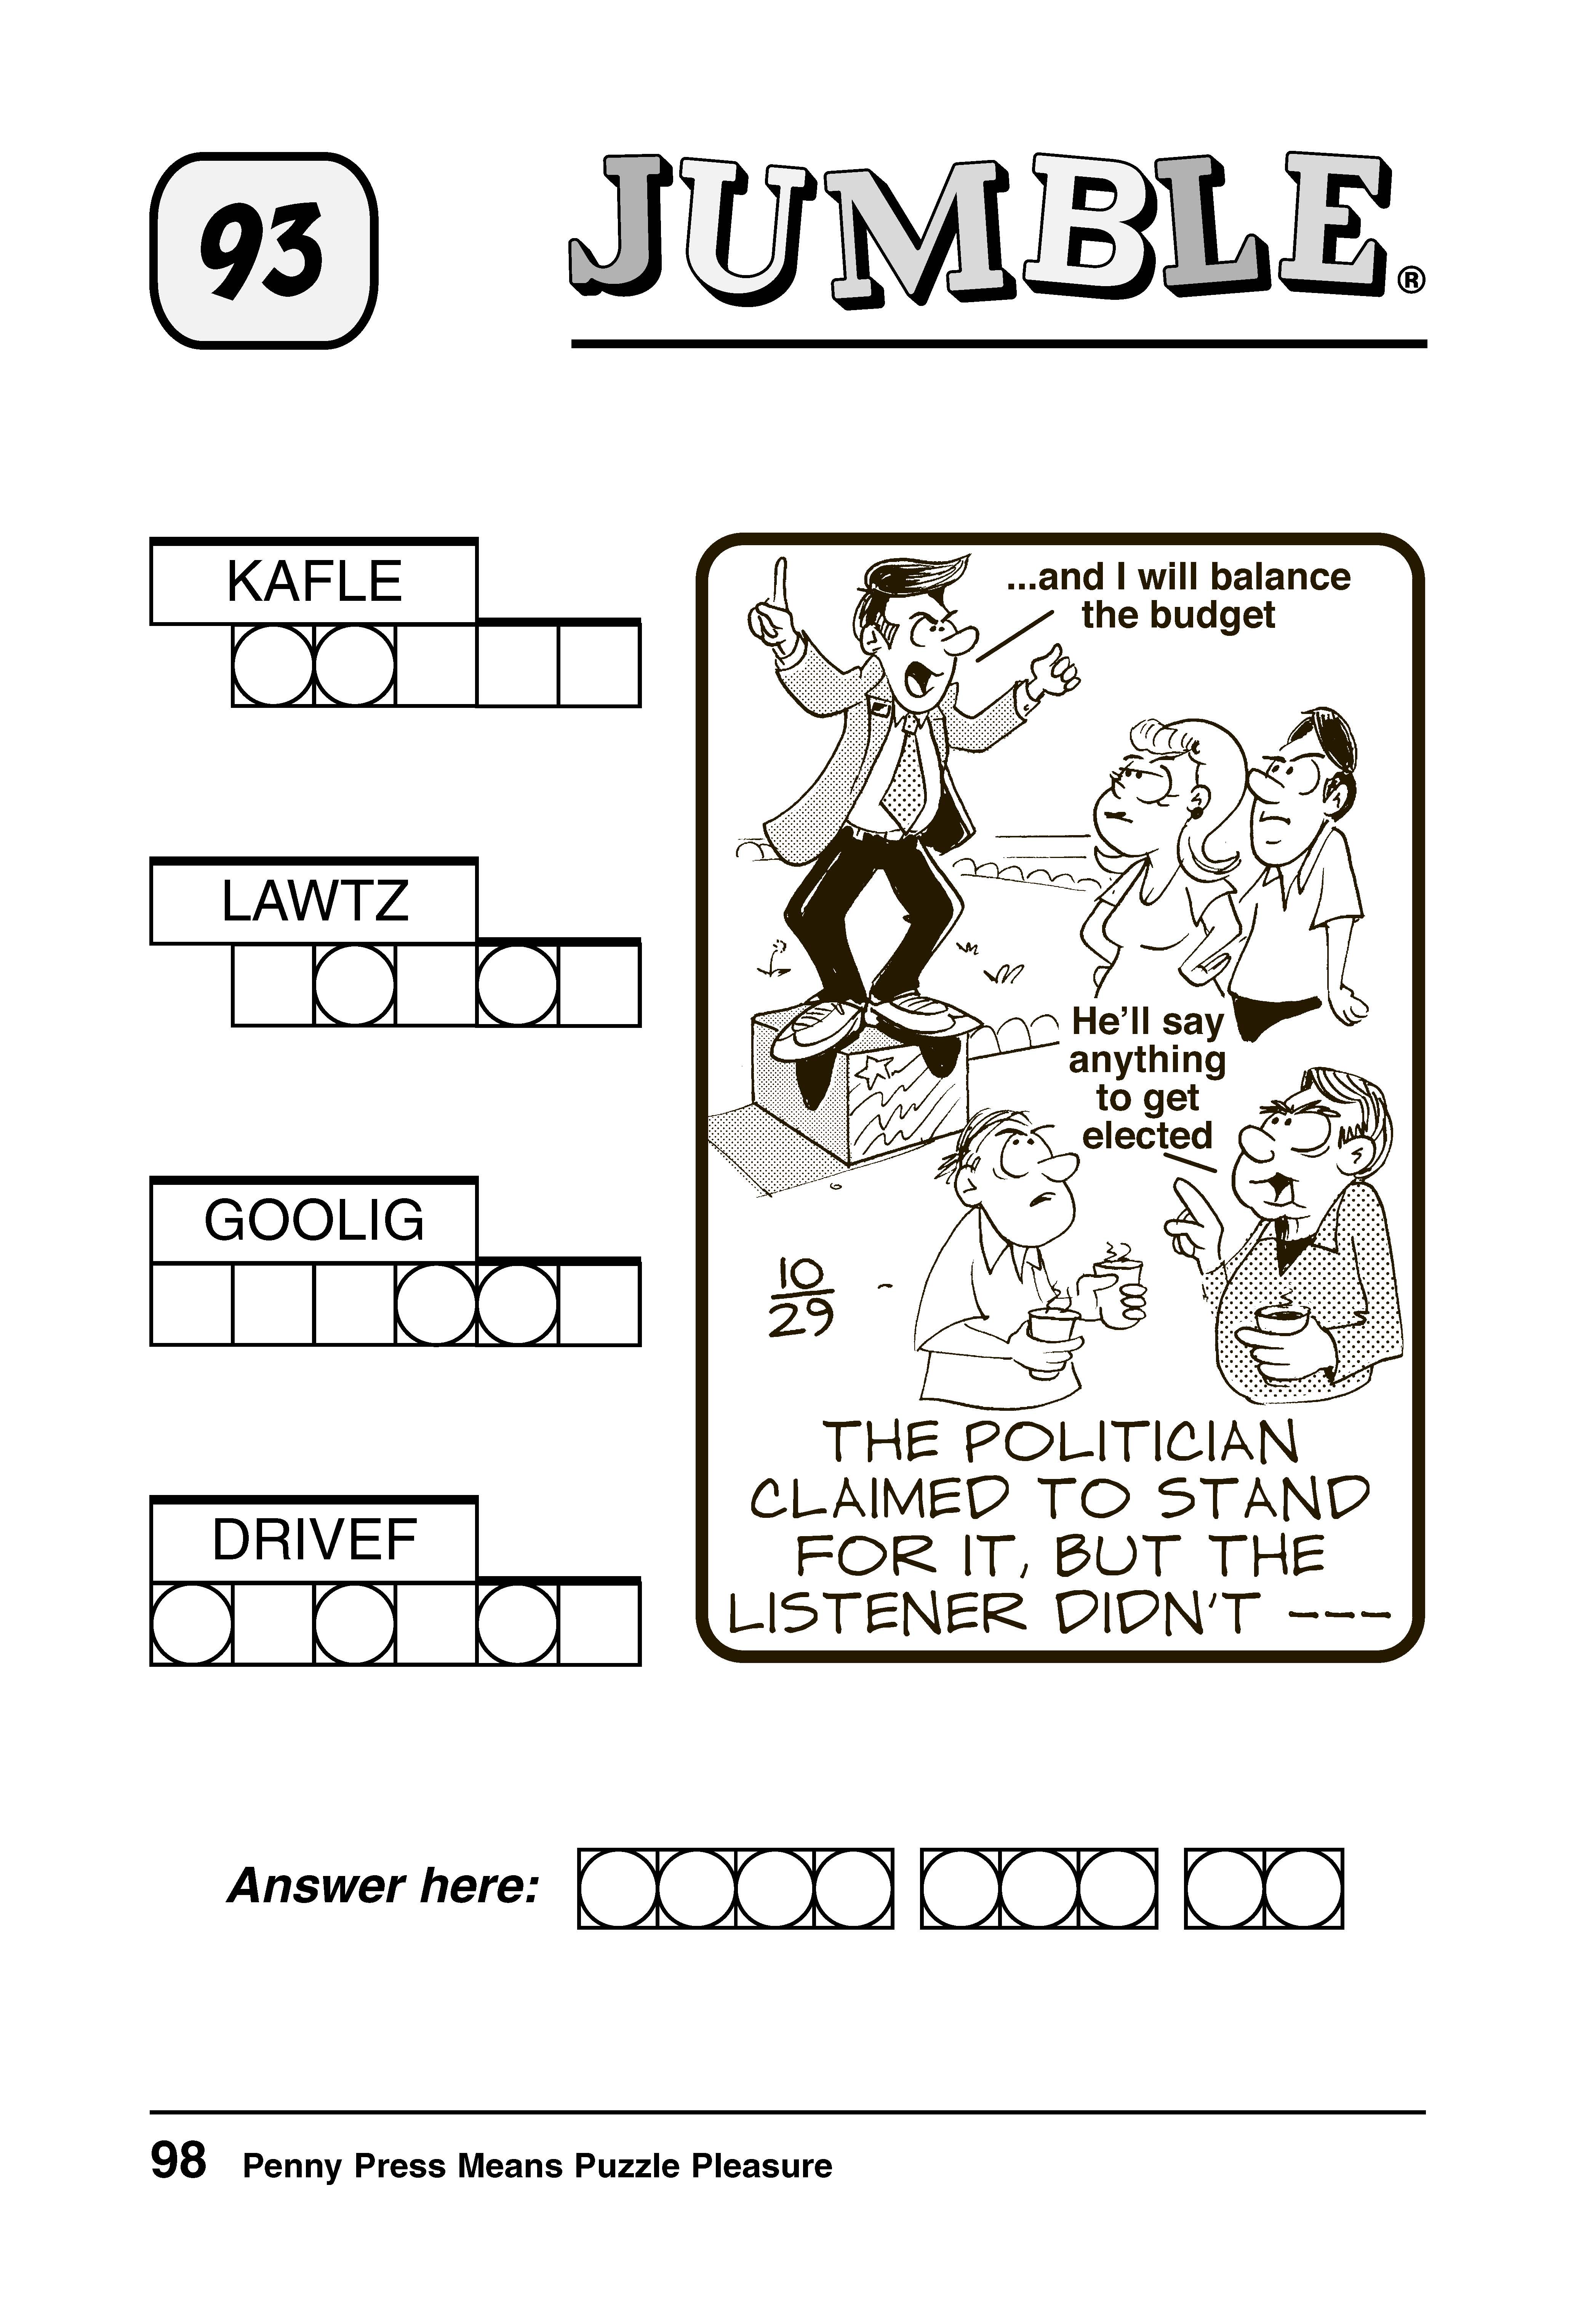 93
JUMBLE®
KAFLE
LAWTZ
GOOLIG
DRIVEF
...and I will balance
the budget
He'll say
anything
to get
elected
10
29
THE POLITICIAN
CLAIMED TO STAND
FOR IT, BUT THE
LISTENER DIDN'T ---
Answer here:
98 Penny Press Means Puzzle Pleasure